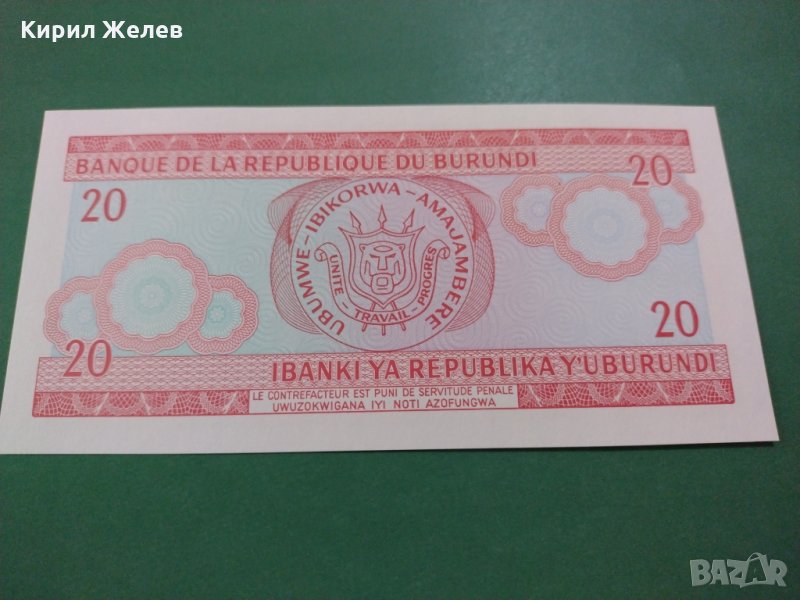 Кирил Желев
BANQUE DE LA REPUBLIQUE DU BURUNDI
20
20
UBUMWE-IBIKORWA-AMAJAMBERE
UNITE-TRAVAIL-PROGRES
20
20
IBANKI YA REPUBLIKA Y'UBURUNDI
LE CONTREFACTEUR EST PUNI DE SERVITUDE PENALE
UWUZOKWIGANA IYI NOTI AZOFUNGWA
BAZAR